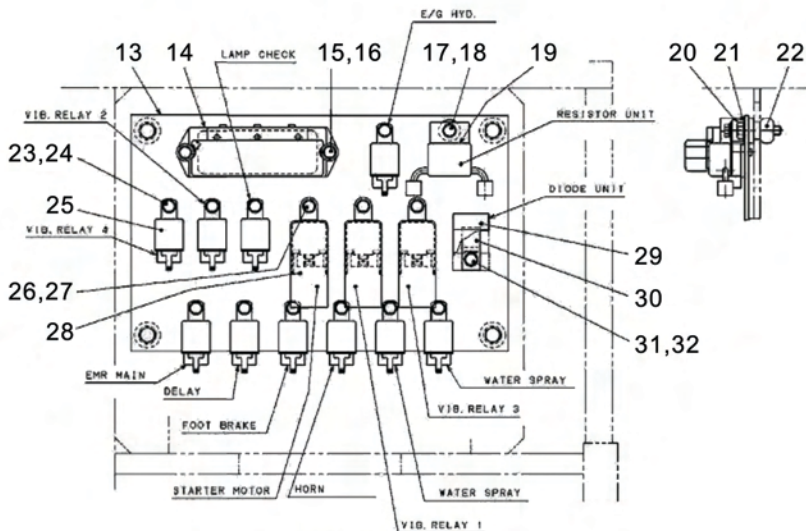 E/G HYD.
13
14
LAMP CHECK
15,16
17,18
19
20
21
22
VIB. RELAY 2
RESISTOR UNIT
23,24
DIODE UNIT
25
VIB. RELAY 4
29
26,27
30
28
31,32
EMR MAIN
WATER SPRAY
DELAY
VIB. RELAY 3
FOOT BRAKE
STARTER MOTOR
HORN
WATER SPRAY
VIB. RELAY 1